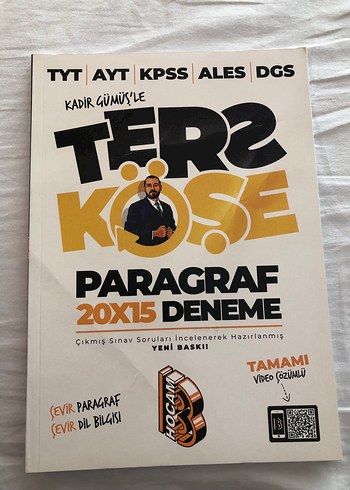 TYT | AYT | KPSS | ALES | DGS
KADİR GÜMÜŞ'LE
TERS
KÖŞE
PARAGRAF
20X15 DENEME
Çıkmış Sınav Soruları İncelenerek Hazırlanmış
YENİ BASKI!
TAMAMI
VİDEO ÇÖZÜMLÜ
ÇEVİR PARAGRAF
ÇEVİR DİL BİLGİSİ
B
HOCAM
B